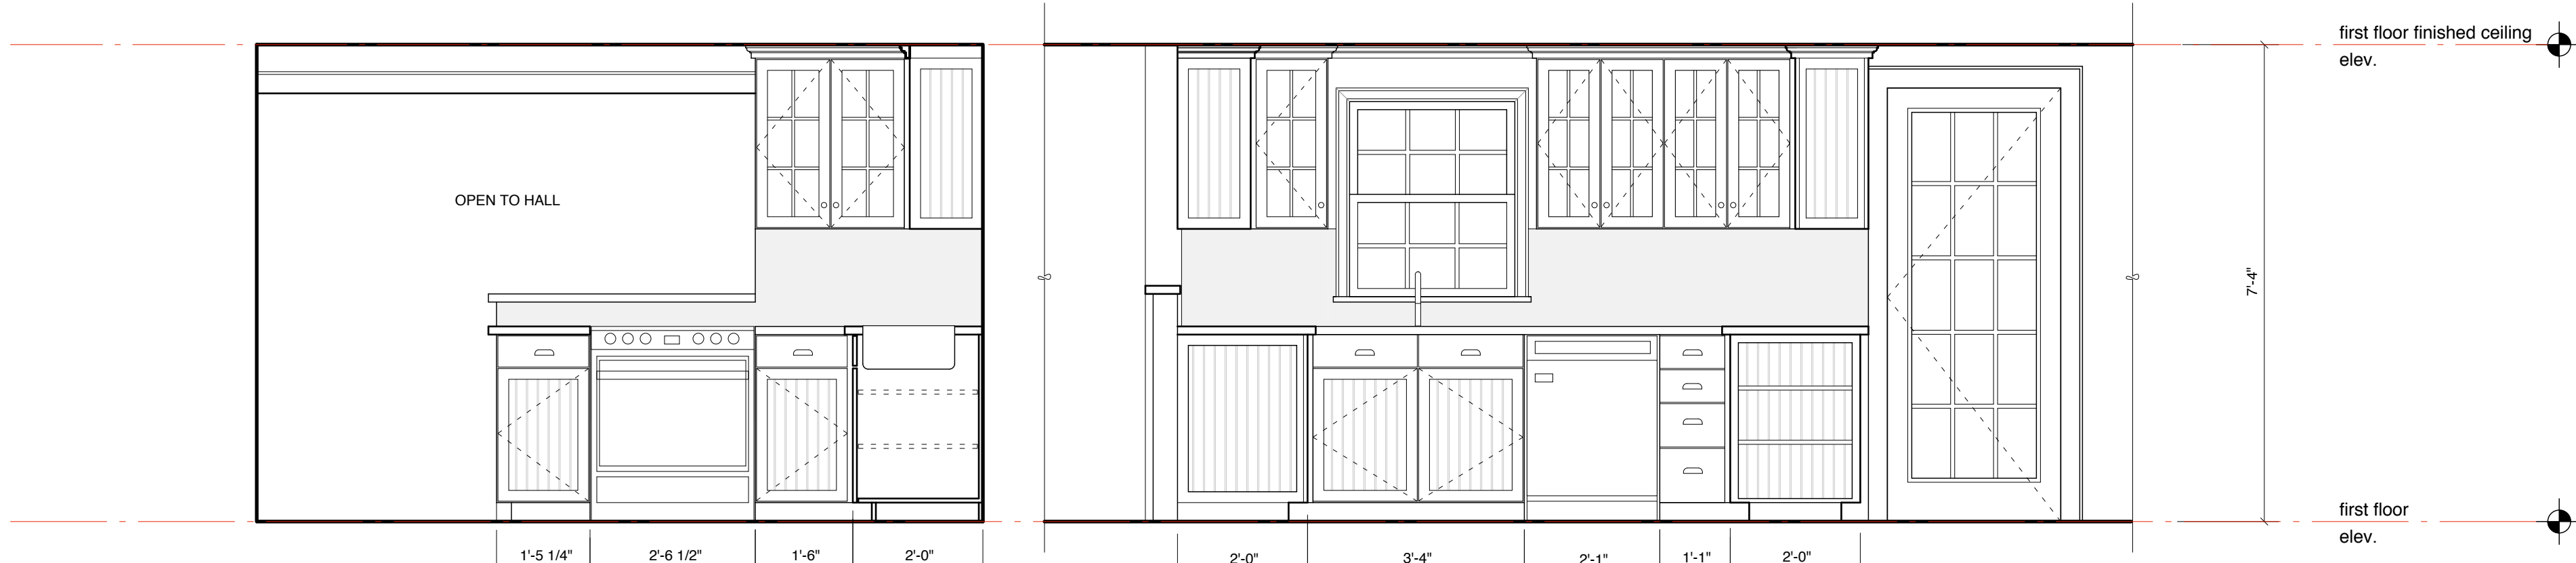 first floor finished ceiling
elev.
OPEN TO HALL
7'-4"
first floor
elev.
1'-5 1/4"
2'-6 1/2"
1'-6"
2'-0"
2'-0"
3'-4"
2'-1"
1'-1"
2'-0"